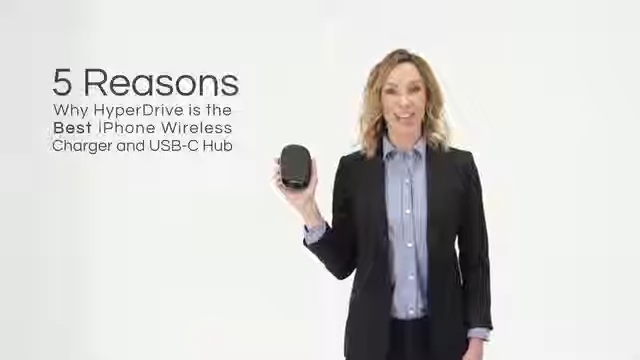 5 Reasons
Why HyperDrive is the
Best iPhone Wireless
Charger and USB-C Hub